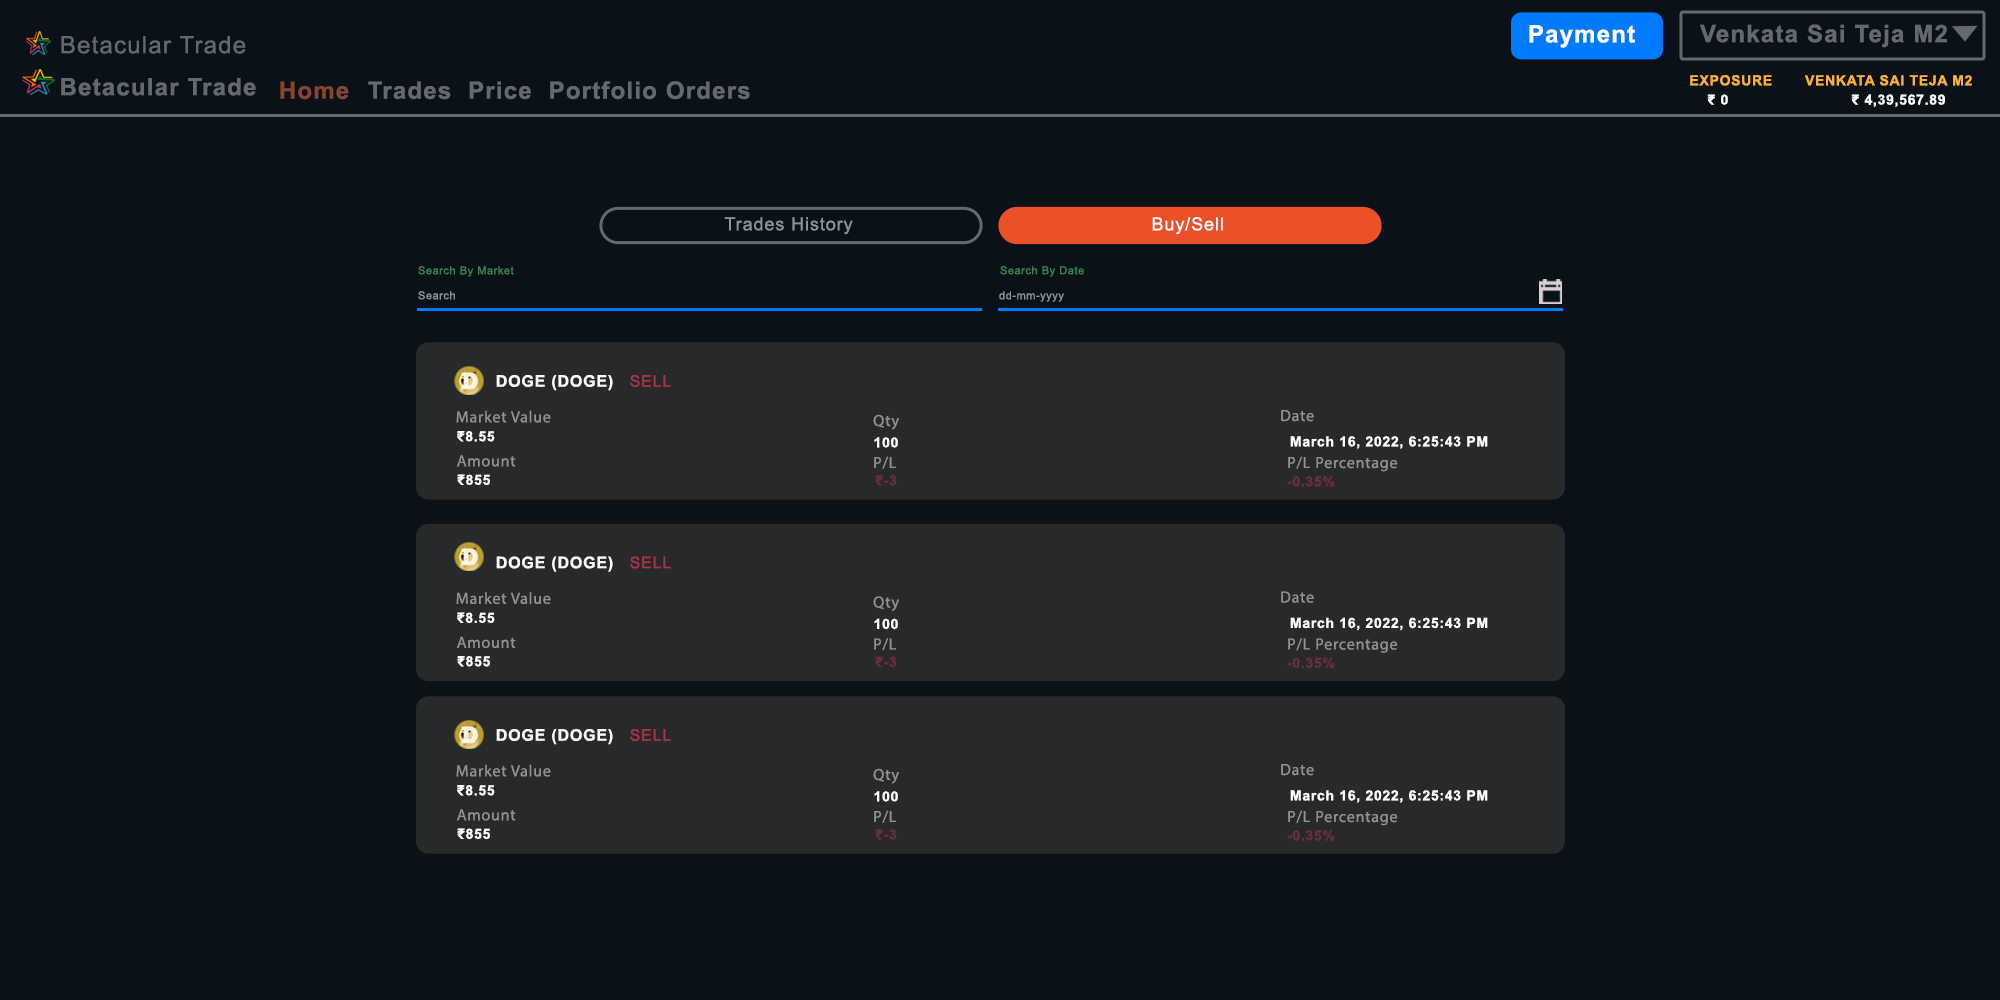 Betacular Trade
Payment
Venkata Sai Teja M2
Betacular Trade Home Trades Price Portfolio Orders
EXPOSURE VENKATA SAI TEJA M2
₹ 0 ₹ 4,39,567.89
Trades History Buy/Sell
Search By Market Search By Date
Search dd-mm-yyyy
DOGE (DOGE) SELL
Market Value Qty Date
₹8.55 100 March 16, 2022, 6:25:43 PM
Amount P/L P/L Percentage
₹855 ₹-3 -0.35%
DOGE (DOGE) SELL
Market Value Qty Date
₹8.55 100 March 16, 2022, 6:25:43 PM
Amount P/L P/L Percentage
₹855 ₹-3 -0.35%
DOGE (DOGE) SELL
Market Value Qty Date
₹8.55 100 March 16, 2022, 6:25:43 PM
Amount P/L P/L Percentage
₹855 ₹-3 -0.35%